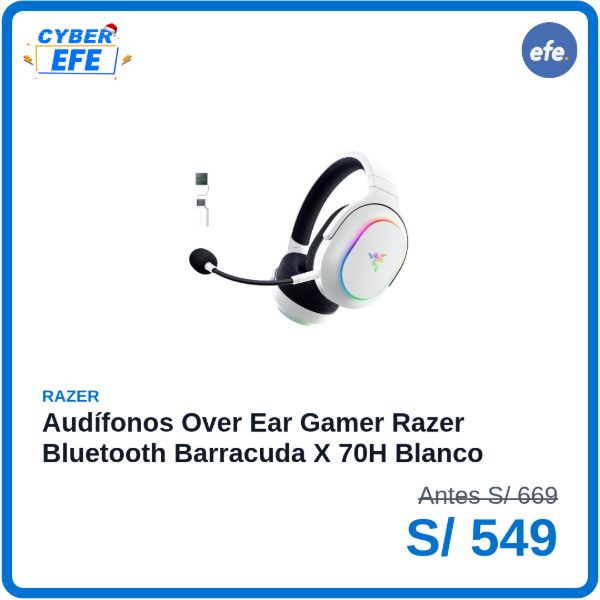 CYBER
EFE
efe.
RAZER
Audífonos Over Ear Gamer Razer
Bluetooth Barracuda X 70H Blanco
Antes S/ 669
S/ 549